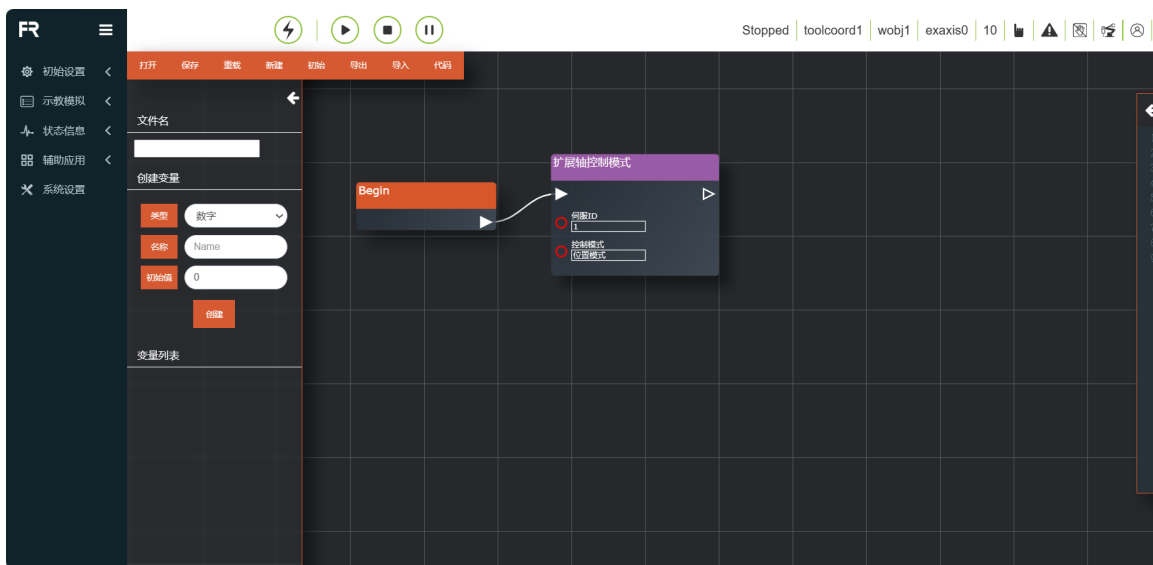 FR
Stopped
toolcoord1
wobj1
exaxis0
10
初始设置
示教模拟
状态信息
辅助应用
系统设置
打开 保存 重载 新建 初始 导出 导入 代码
文件名
创建变量
类型 数字
名称 Name
初始值 0
创建
变量列表
Begin
扩展轴控制模式
伺服ID
1
控制模式
位置模式